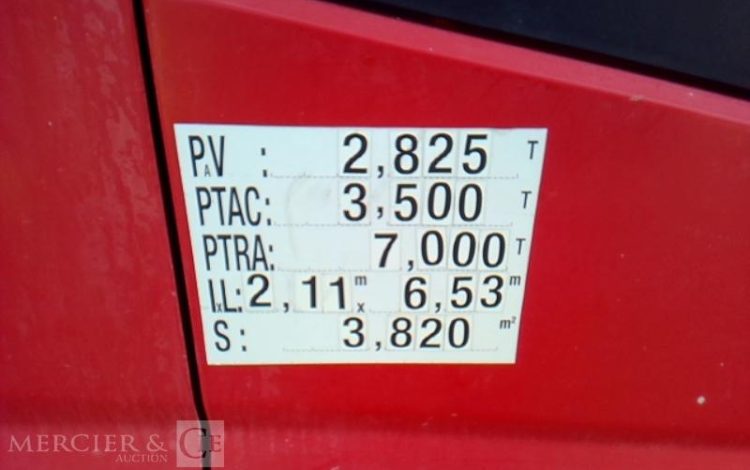 PAV : 2,825 T
PTAC: 3,500 T
PTRA: 7,000 T
lxL: 2,11 m x 6,53 m
S: 3,820 m²
MERCIER & Cie
AUCTION